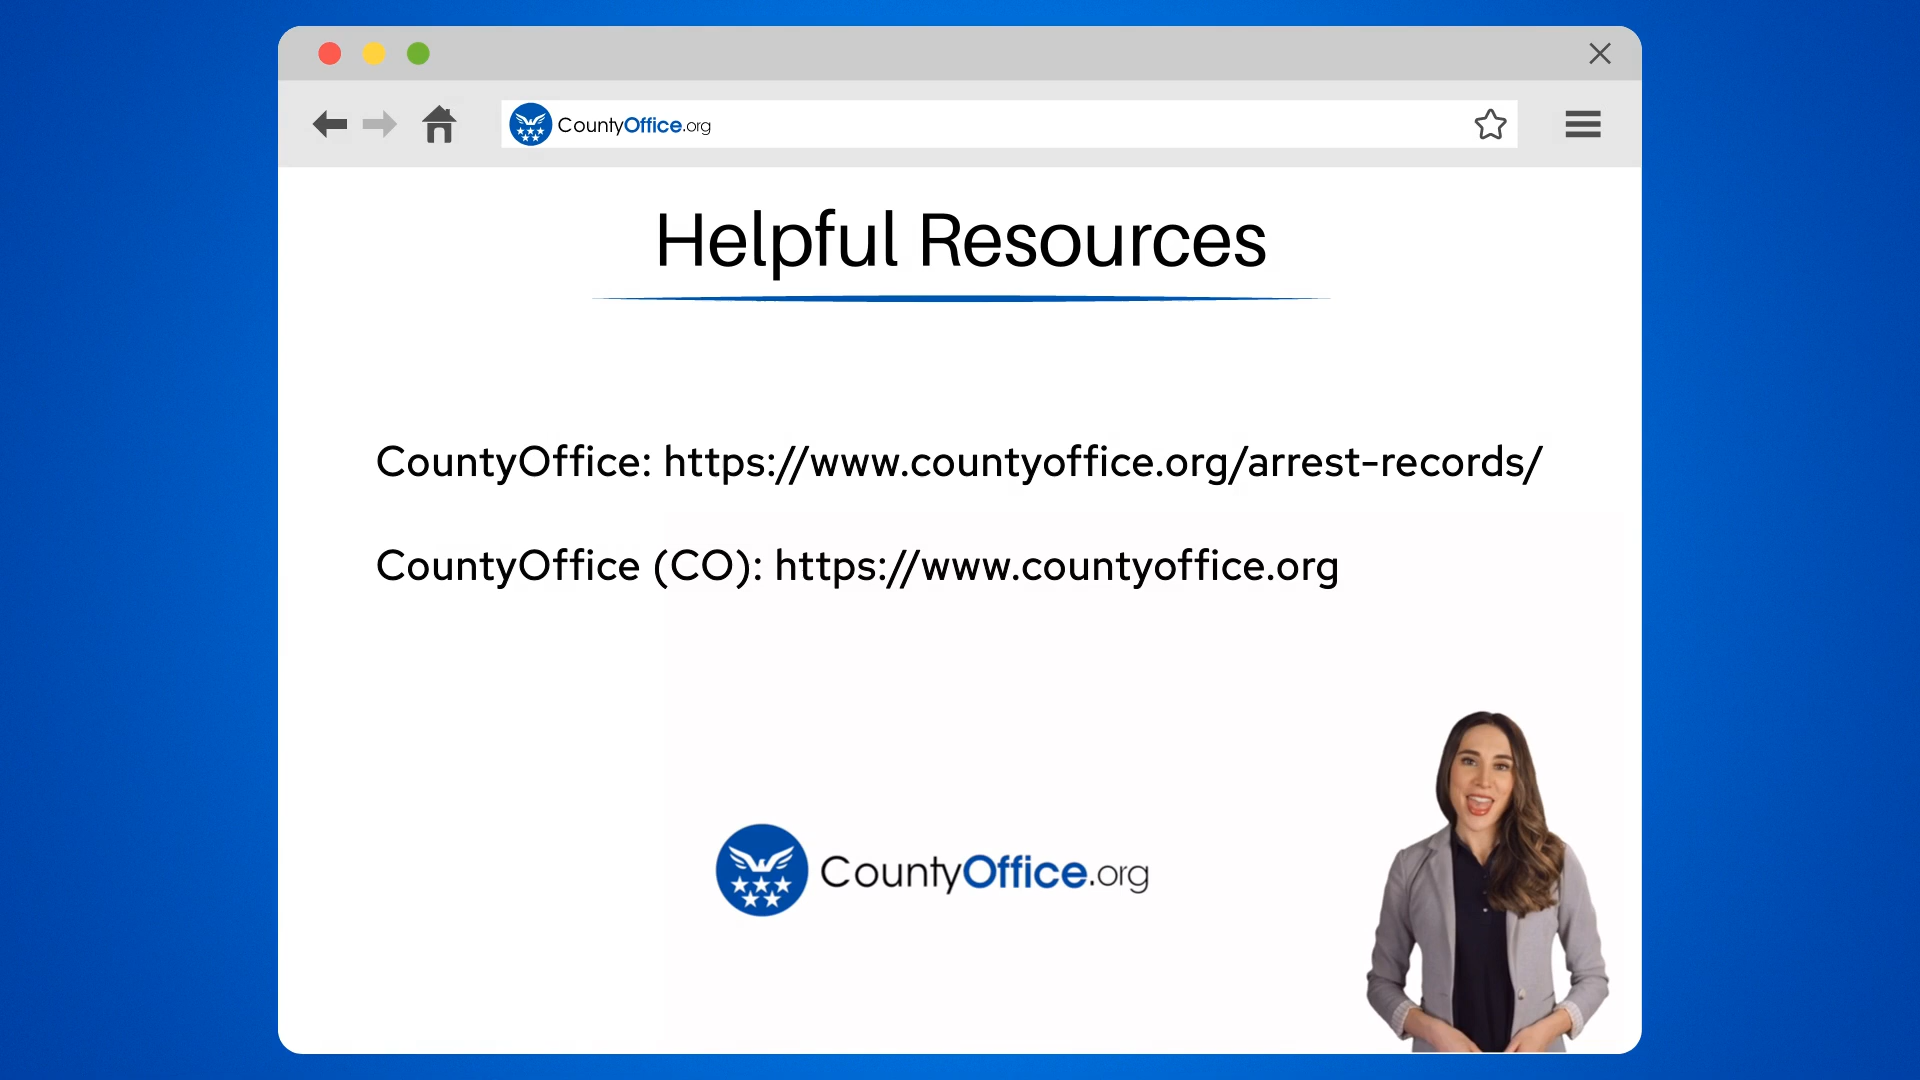 CountyOffice.org
Helpful Resources
CountyOffice: https://www.countyoffice.org/arrest-records/
CountyOffice (CO): https://www.countyoffice.org
CountyOffice.org